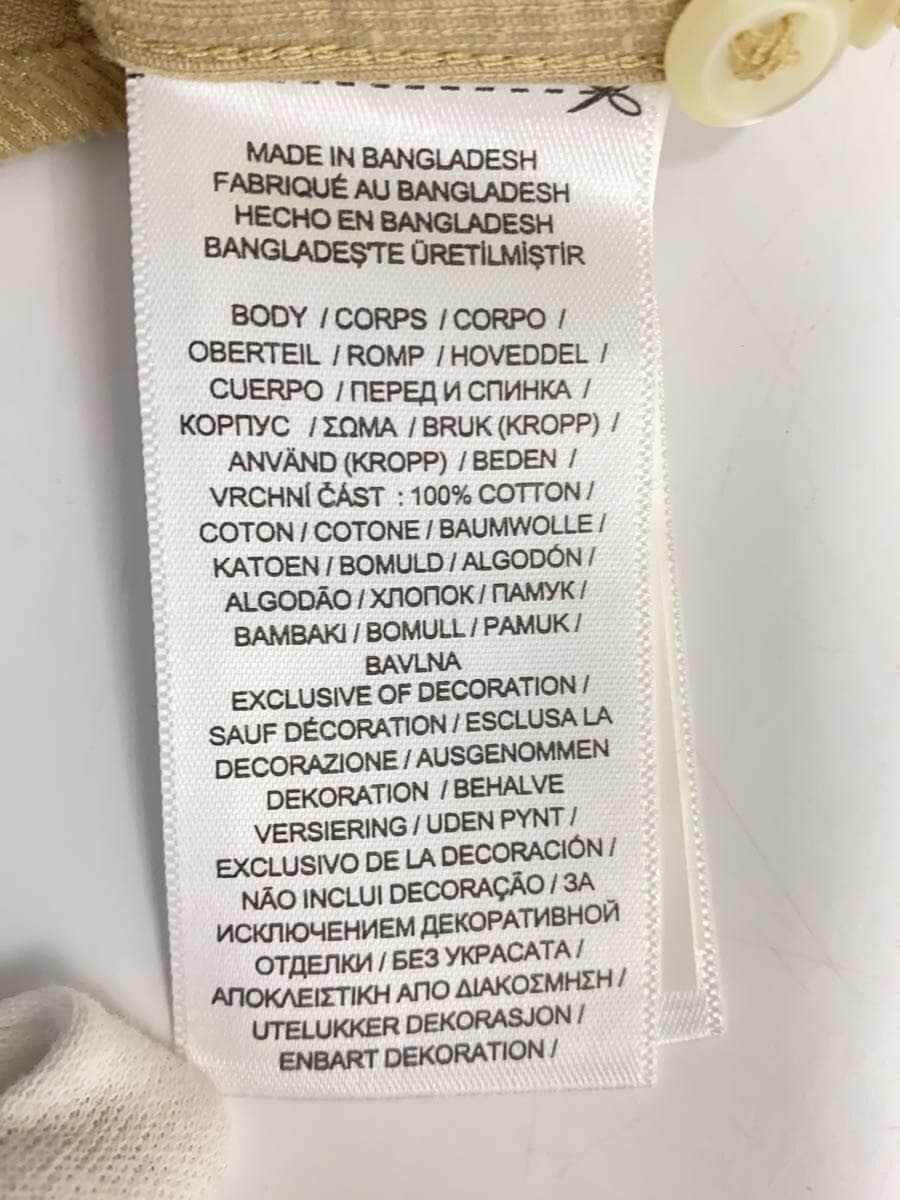 MADE IN BANGLADESH
FABRIQUÉ AU BANGLADESH
HECHO EN BANGLADESH
BANGLADEŞ'TE ÜRETİLMİŞTİR
BODY / CORPS / CORPO /
OBERTEIL / ROMP / HOVEDDEL /
CUERPO / ПЕРЕД И СПИНКА /
КОРПУС / ΣΩΜΑ / BRUK (KROPP) /
ANVÄND (KROPP) / BEDEN /
VRCHNÍ ČÁST : 100% COTTON /
COTON / COTONE / BAUMWOLLE /
KATOEN / BOMULD / ALGODÓN /
ALGODÃO / ХЛОПОК / ПАМУК /
BAMBAKI / BOMULL / PAMUK /
BAVLNA
EXCLUSIVE OF DECORATION /
SAUF DÉCORATION / ESCLUSA LA
DECORAZIONE / AUSGENOMMEN
DEKORATION / BEHALVE
VERSIERING / UDEN PYNT /
EXCLUSIVO DE LA DECORACIÓN /
NÃO INCLUI DECORAÇÃO / ЗА
ИСКЛЮЧЕНИЕМ ДЕКОРАТИВНОЙ
ОТДЕЛКИ / БЕЗ УКРАСАТА /
ΑΠΟΚΛΕΙΣΤΙΚΗ ΑΠΟ ΔΙΑΚΟΣΜΗΣΗ /
UTELUKKER DEKORASJON /
ENBART DEKORATION /